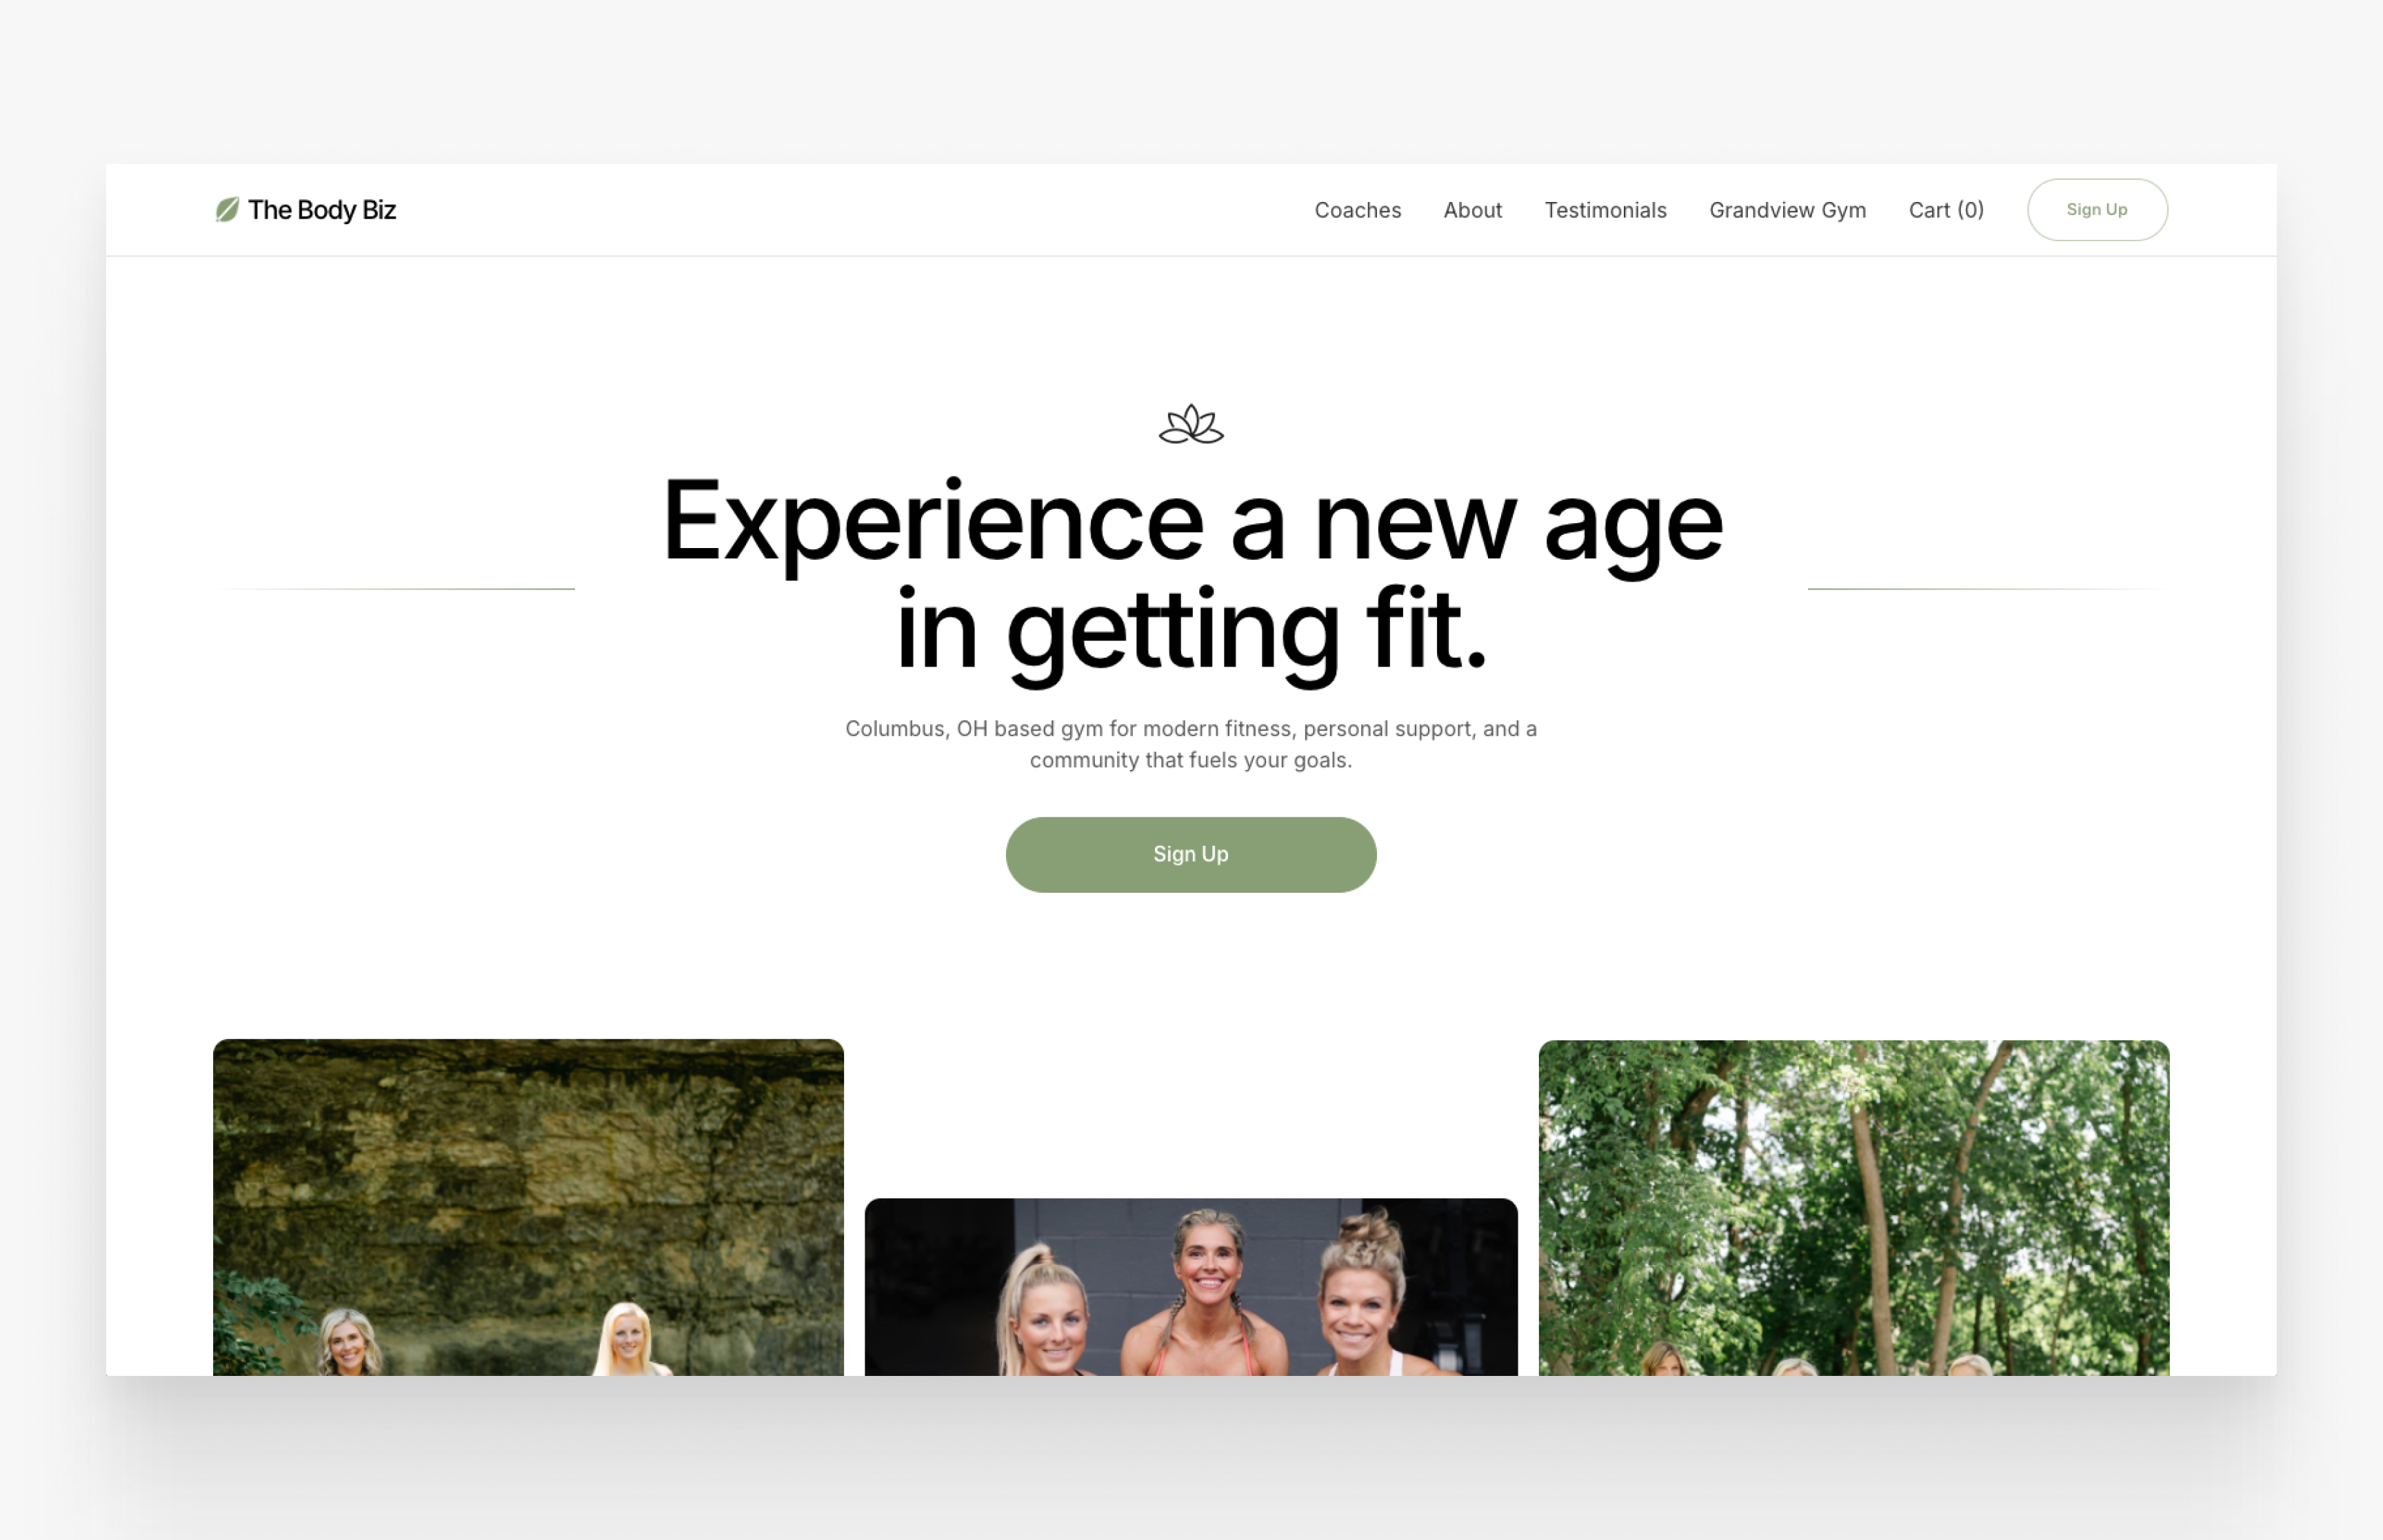 The Body Biz
Coaches
About
Testimonials
Grandview Gym
Cart (0)
Sign Up
Experience a new age
in getting fit.
Columbus, OH based gym for modern fitness, personal support, and a
community that fuels your goals.
Sign Up